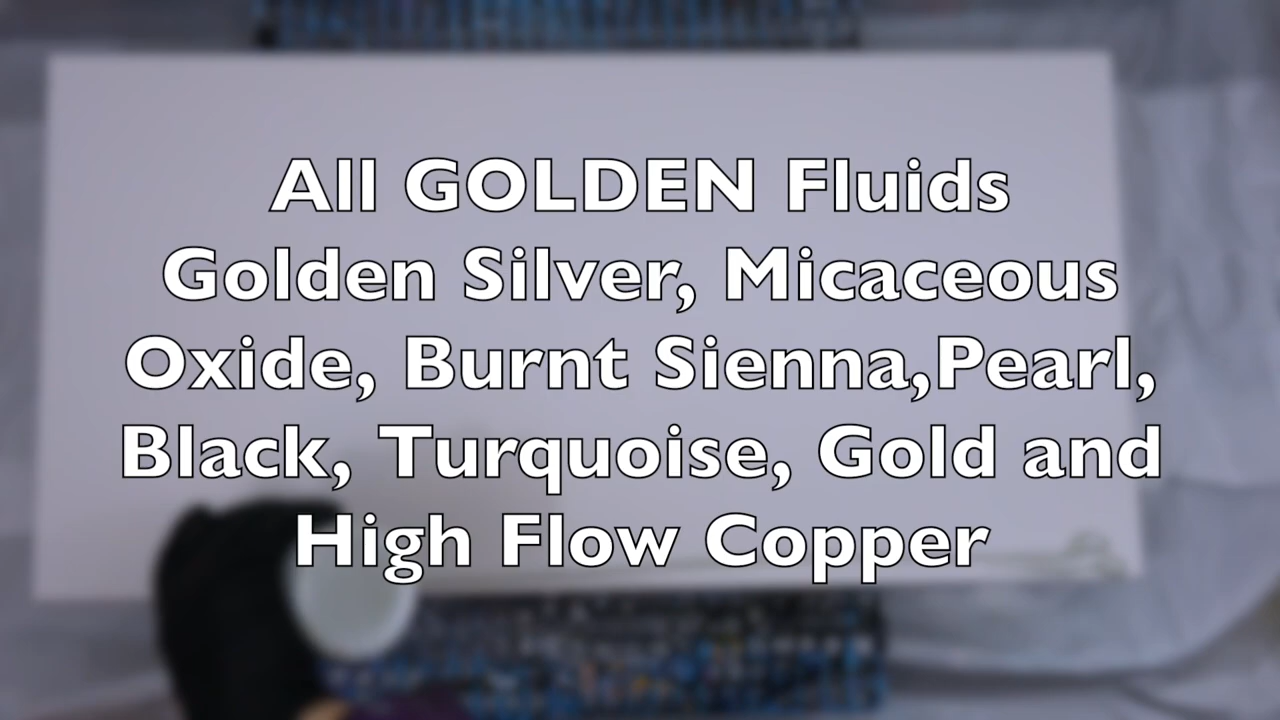 All GOLDEN Fluids
Golden Silver, Micaceous
Oxide, Burnt Sienna,Pearl,
Black, Turquoise, Gold and
High Flow Copper